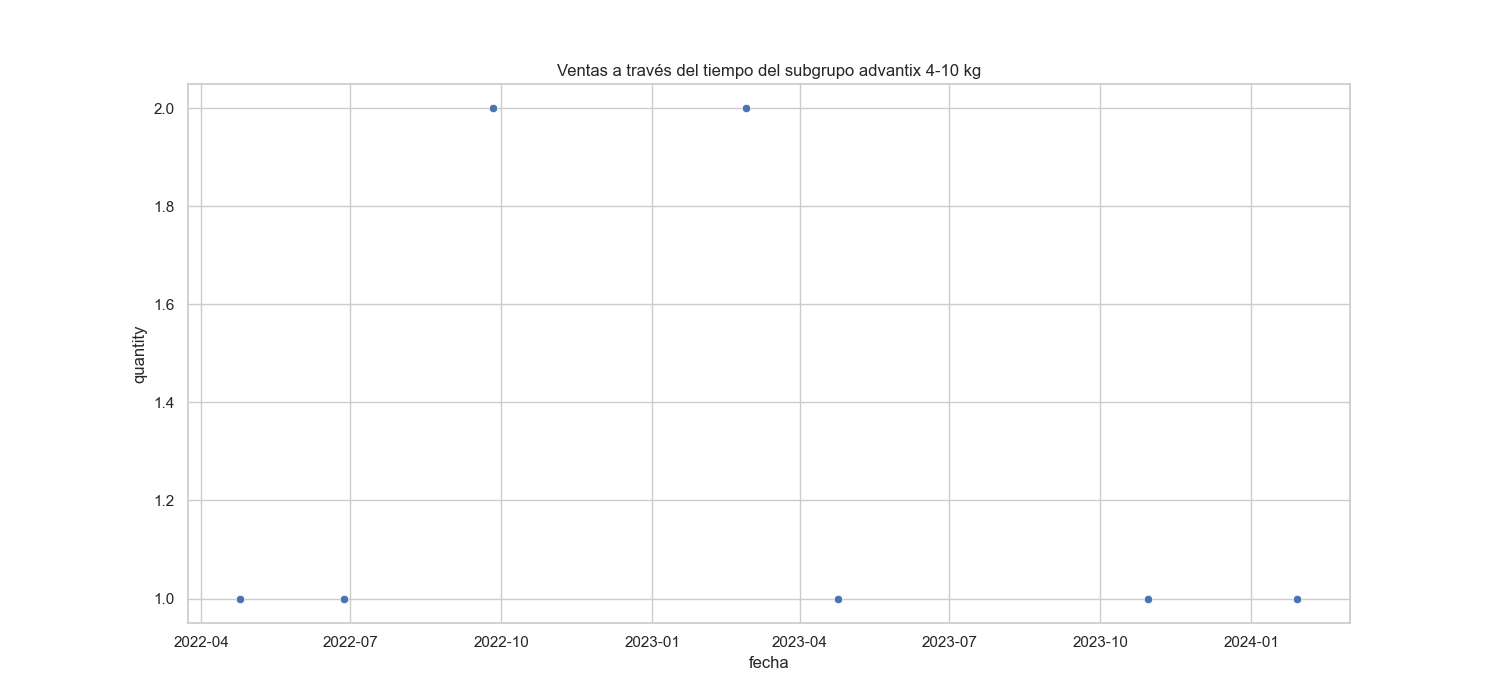 Ventas a través del tiempo del subgrupo advantix 4-10 kg
2.0
1.8
1.6
1.4
1.2
1.0
quantity
2022-04 2022-07 2022-10 2023-01 2023-04 2023-07 2023-10 2024-01
fecha